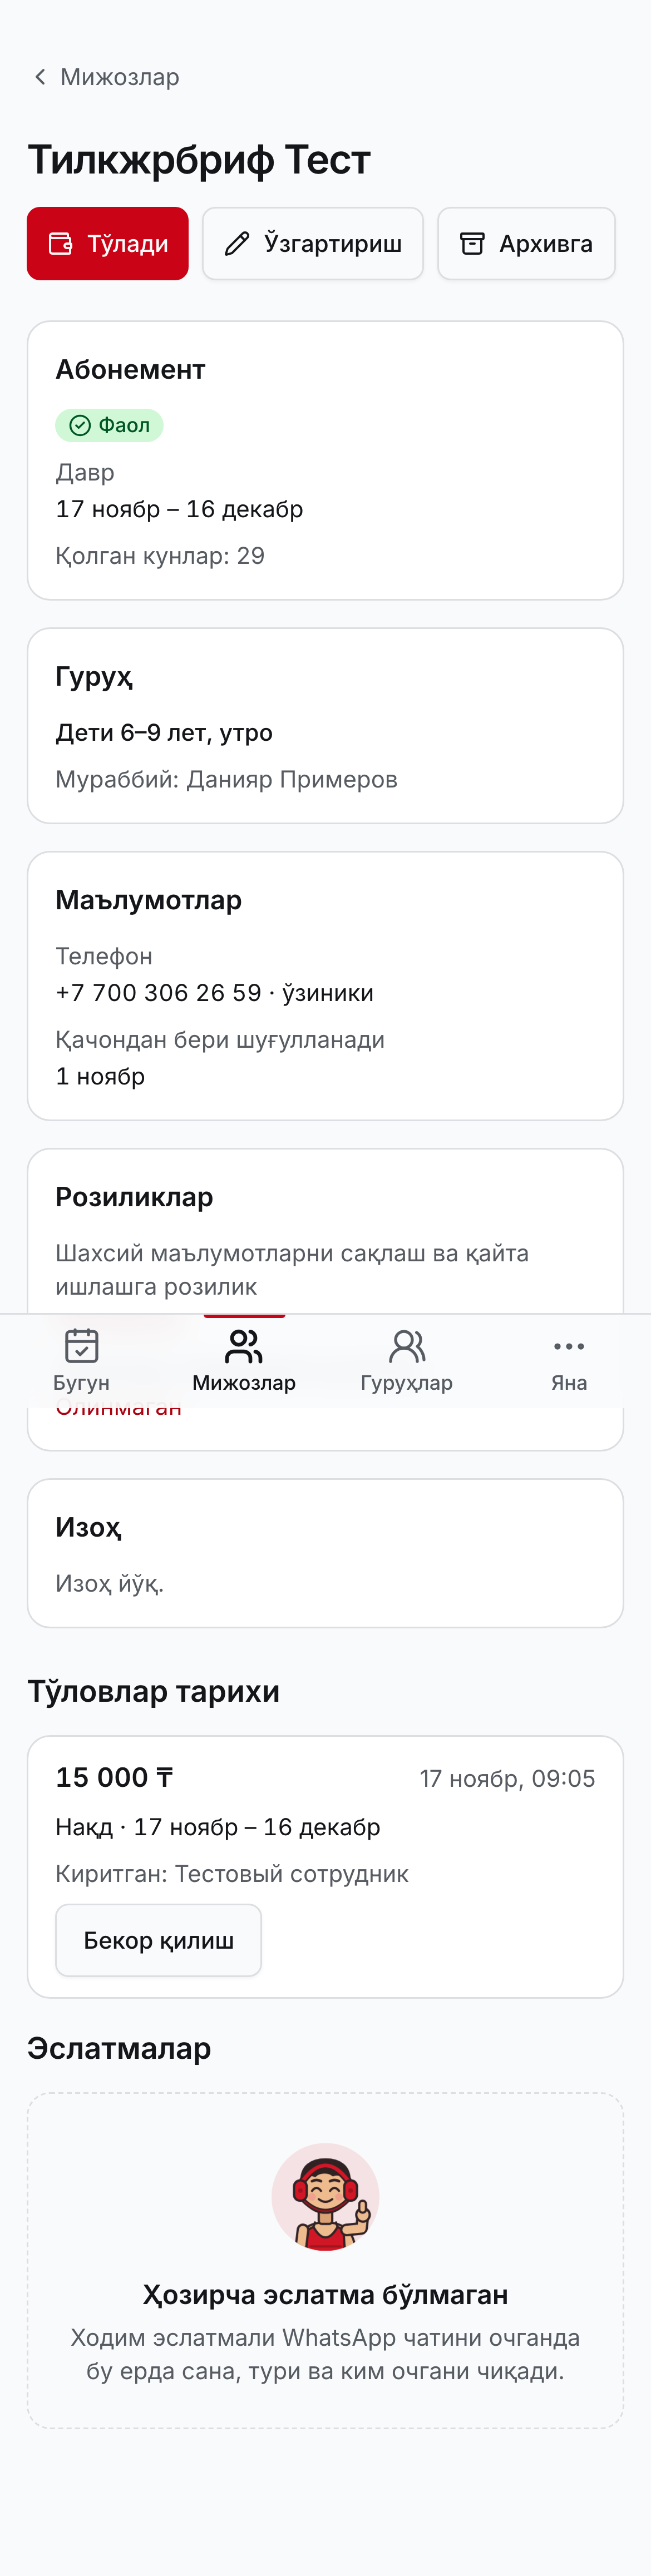 Мижозлар
Тилкжрбриф Тест
Тўлади
Ўзгартириш
Архивга
Абонемент
Фаол
Давр
17 ноябр – 16 декабр
Қолган кунлар: 29
Гуруҳ
Дети 6–9 лет, утро
Мураббий: Данияр Примеров
Маълумотлар
Телефон
+7 700 306 26 59 · ўзиники
Қачондан бери шуғулланади
1 ноябр
Розиликлар
Шахсий маълумотларни сақлаш ва қайта
ишлашга розилик
Бугун
Мижозлар
Гуруҳлар
Яна
Олинмаган
Изоҳ
Изоҳ йўқ.
Тўловлар тарихи
15 000 ₸
17 ноябр, 09:05
Нақд · 17 ноябр – 16 декабр
Киритган: Тестовый сотрудник
Бекор қилиш
Эслатмалар
Ҳозирча эслатма бўлмаган
Ходим эслатмали WhatsApp чатини очганда
бу ерда сана, тури ва ким очгани чиқади.